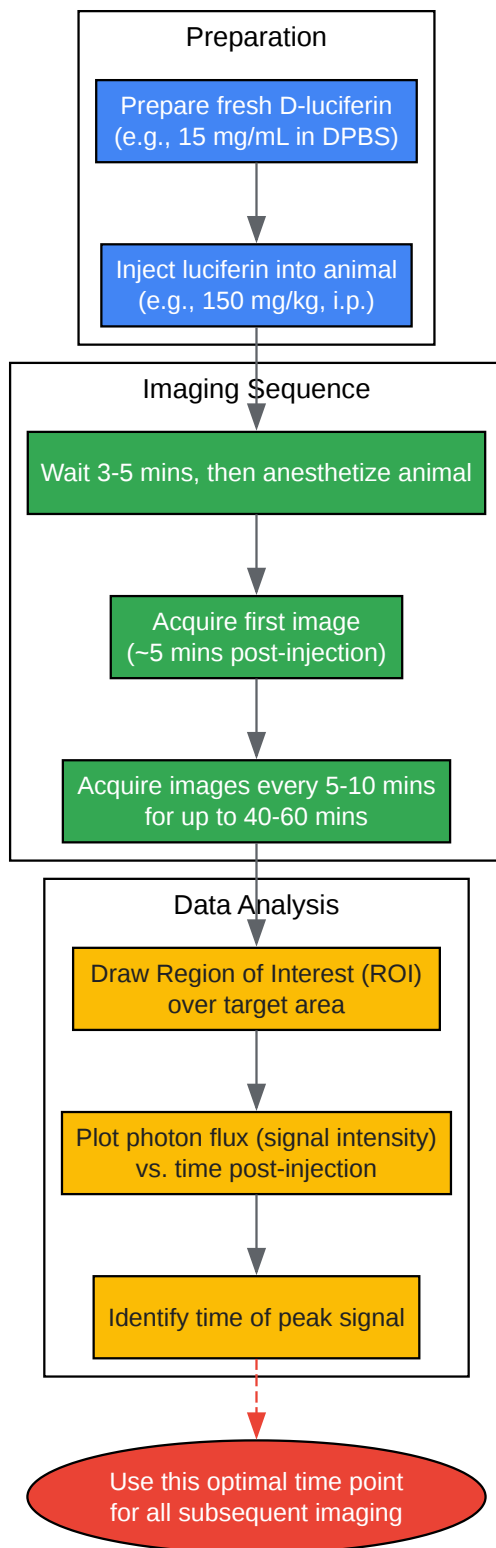 Preparation
Prepare fresh D-luciferin
(e.g., 15 mg/mL in DPBS)
Inject luciferin into animal
(e.g., 150 mg/kg, i.p.)
Imaging Sequence
Wait 3-5 mins, then anesthetize animal
Acquire first image
(~5 mins post-injection)
Acquire images every 5-10 mins
for up to 40-60 mins
Data Analysis
Draw Region of Interest (ROI)
over target area
Plot photon flux (signal intensity)
vs. time post-injection
Identify time of peak signal
Use this optimal time point
for all subsequent imaging